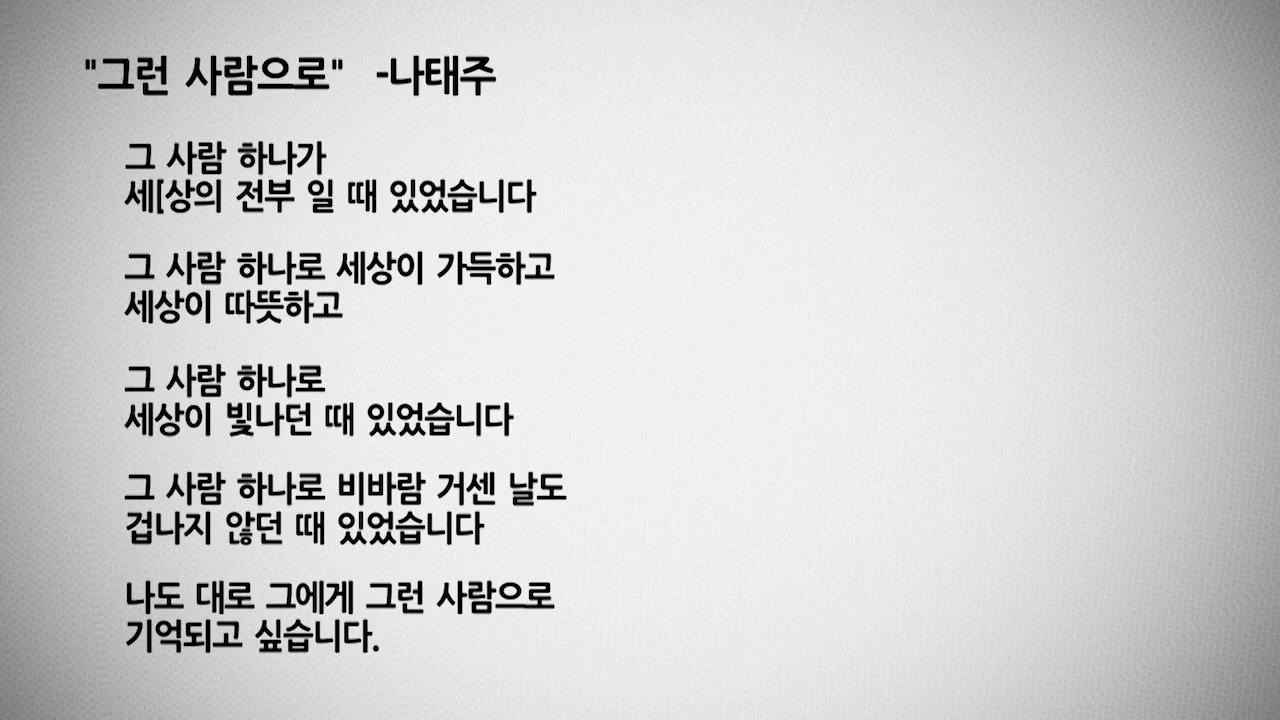 "그런 사람으로" -나태주
그 사람 하나가
세[상의 전부 일 때 있었습니다
그 사람 하나로 세상이 가득하고
세상이 따뜻하고
그 사람 하나로
세상이 빛나던 때 있었습니다
그 사람 하나로 비바람 거센 날도
겁나지 않던 때 있었습니다
나도 대로 그에게 그런 사람으로
기억되고 싶습니다.